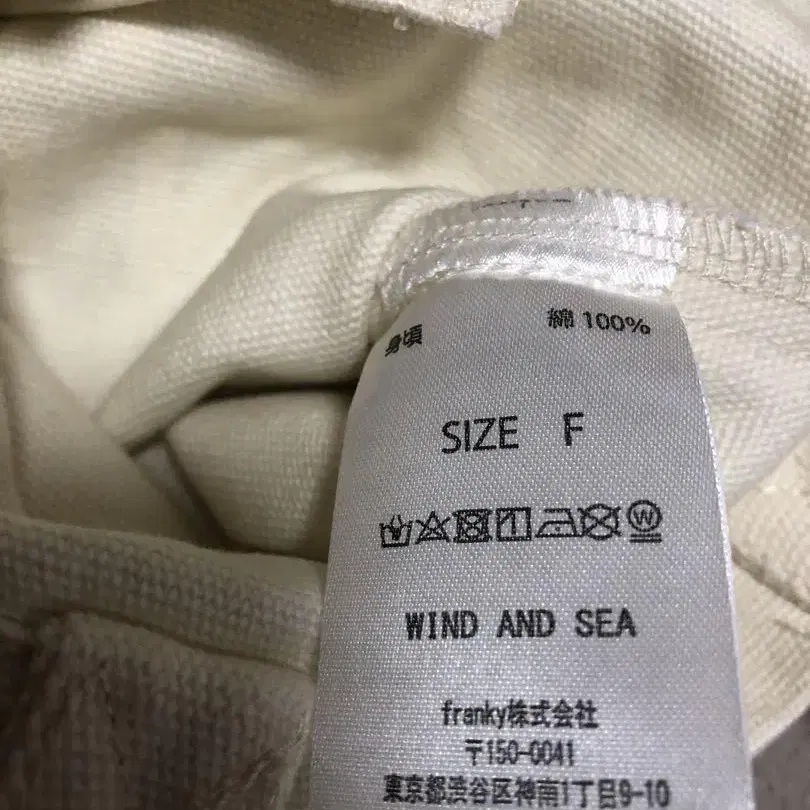 身頃 綿 100%
SIZE F
W
WIND AND SEA
franky株式会社
〒150-0041
東京都渋谷区神南1丁目9-10